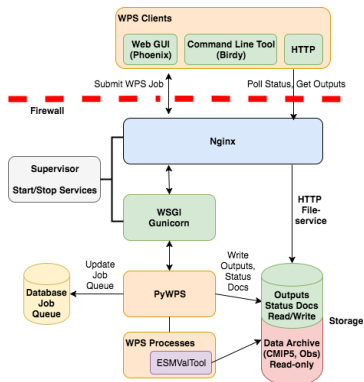 WPS Clients
Web GUI
(Phoenix)
Command Line Tool
(Birdy)
HTTP
Submit WPS Job
Poll Status, Get Outputs
Firewall
Nginx
Supervisor
Start/Stop Services
WSGI
Gunicorn
HTTP
File-
service
Update
Job
Queue
Write
Outputs,
Status
Docs
Database
Job
Queue
PyWPS
Outputs
Status Docs
Read/Write
Storage
WPS Processes
ESMValTool
Data Archive
(CMIP5, Obs)
Read-only